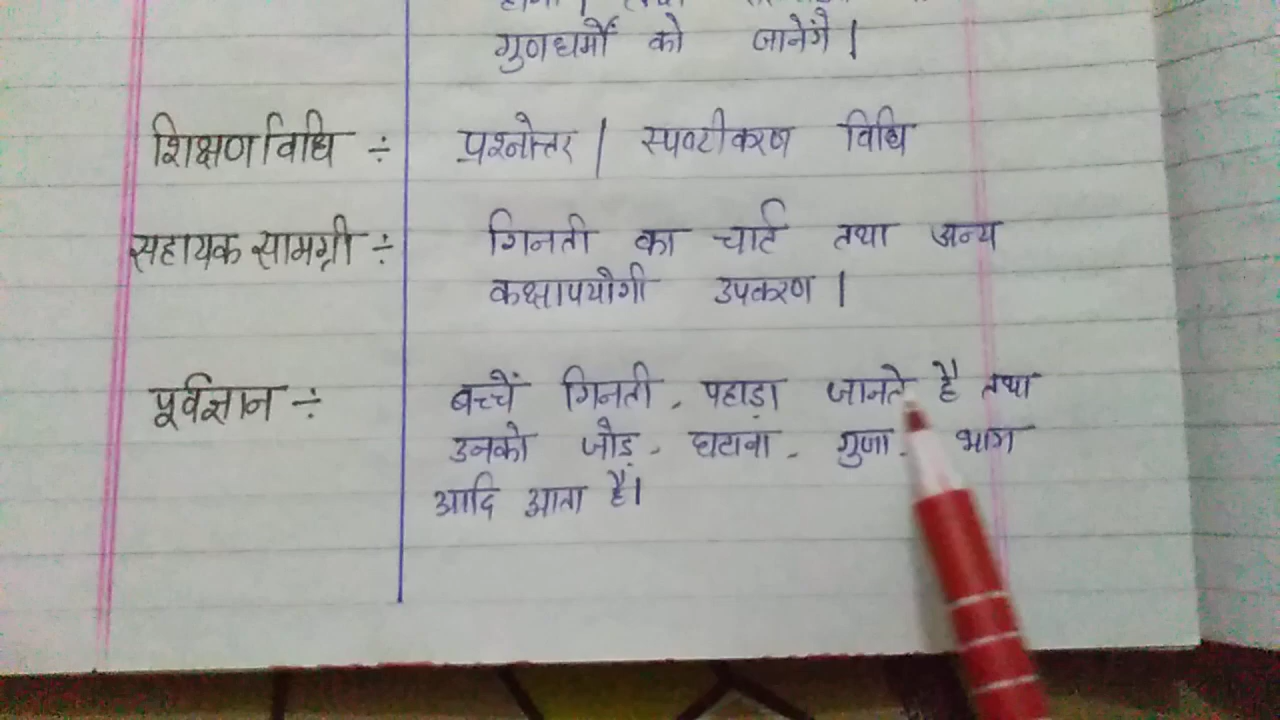 गुणधर्मों को जानेगें |
शिक्षण विधि ÷ प्रश्नोत्तर / स्पष्टीकरण विधि
सहायक सामग्री ÷ गिनती का चार्ट तथा अन्य
कक्षापयोगी उपकरण |
पूर्वज्ञान ÷ बच्चें गिनती, पहाड़ा जानते है तथा
उनको जोड़, घटाना, गुणा, भाग
आदि आता है।